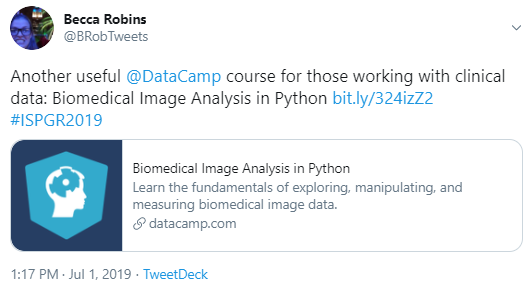 Becca Robins
@BRobTweets
Another useful @DataCamp course for those working with clinical
data: Biomedical Image Analysis in Python bit.ly/324izZ2
#ISPGR2019
Biomedical Image Analysis in Python
Learn the fundamentals of exploring, manipulating, and
measuring biomedical image data.
datacamp.com
1:17 PM · Jul 1, 2019 · TweetDeck